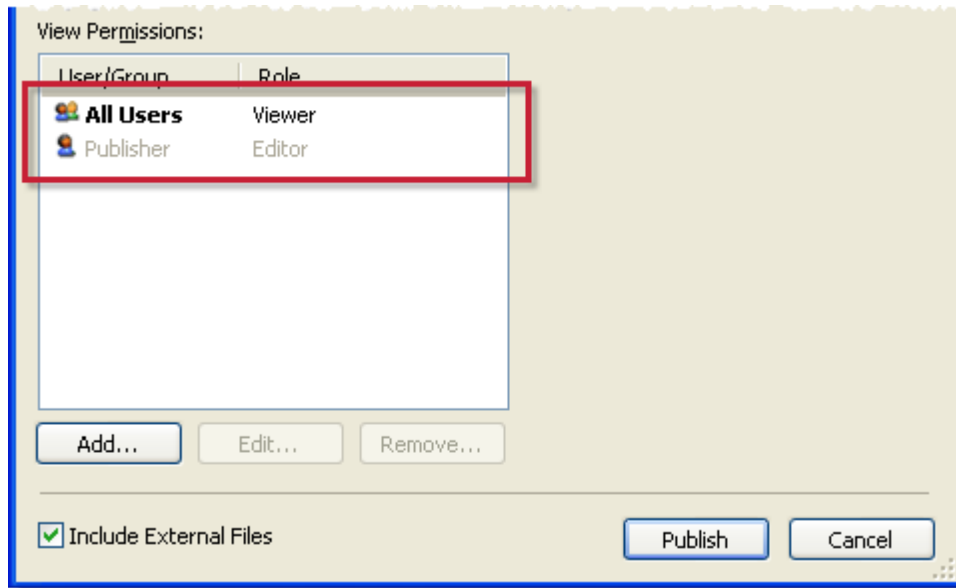 View Permissions:
User/Group Role
All Users Viewer
Publisher Editor
Add... Edit... Remove...
Include External Files Publish Cancel